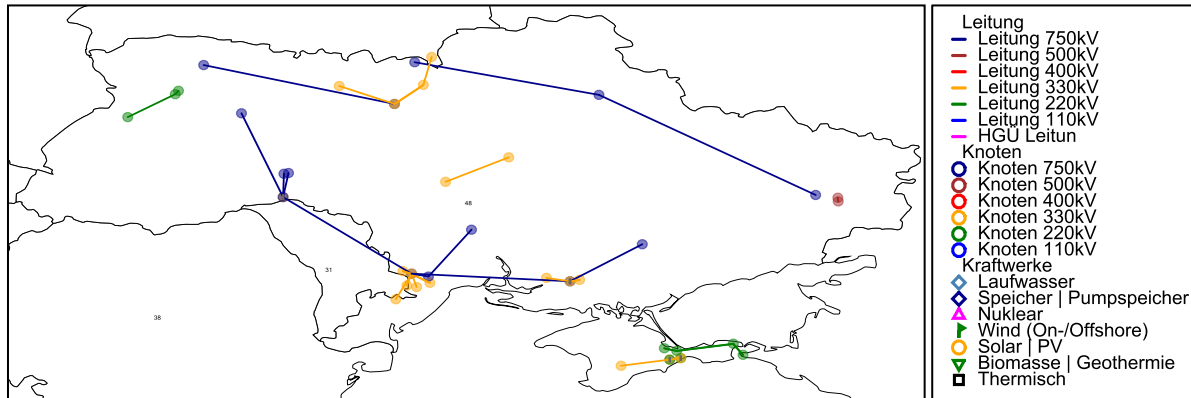 Leitung
Leitung 750kV
Leitung 500kV
Leitung 400kV
Leitung 330kV
Leitung 220kV
Leitung 110kV
HGÜ Leitun
Knoten
Knoten 750kV
Knoten 500kV
Knoten 400kV
Knoten 330kV
Knoten 220kV
Knoten 110kV
Kraftwerke
Laufwasser
Speicher | Pumpspeicher
Nuklear
Wind (On-/Offshore)
Solar | PV
Biomasse | Geothermie
Thermisch
48
31
38